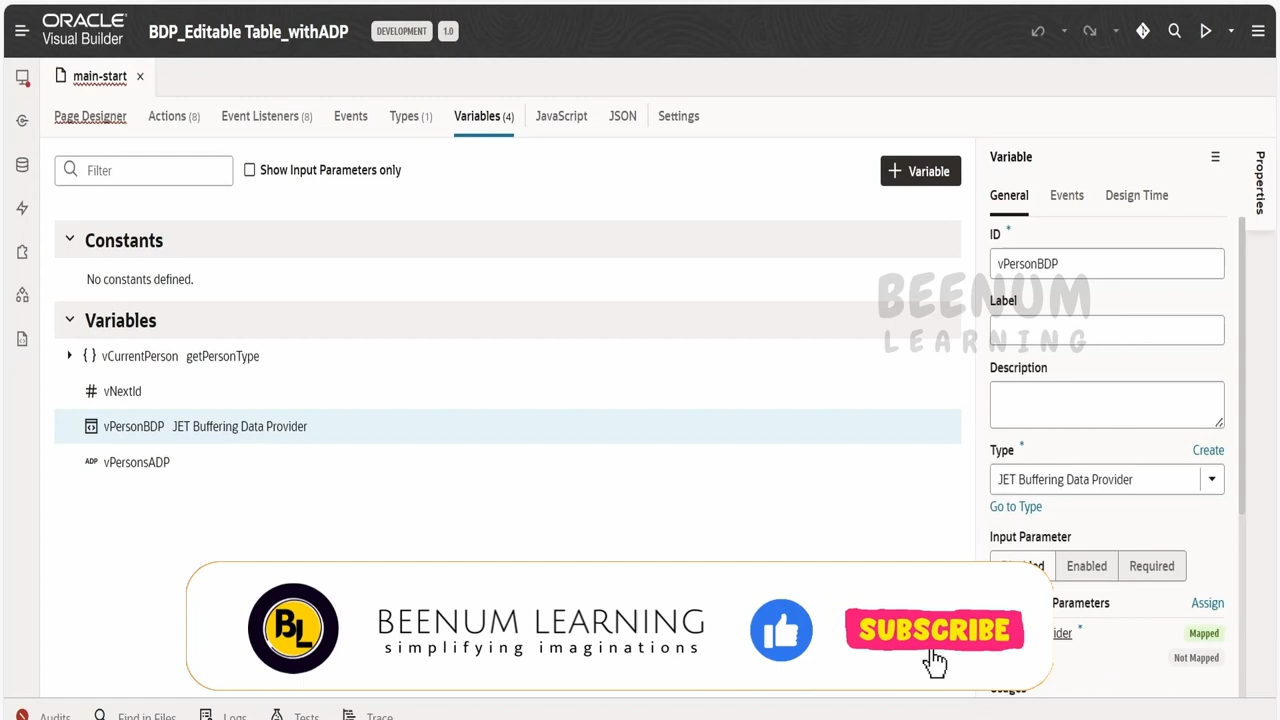 ORACLE
Visual Builder
BDP_Editable Table_withADP
DEVELOPMENT
1.0
main-start
Page Designer
Actions (8)
Event Listeners (8)
Events
Types (1)
Variables (4)
JavaScript
JSON
Settings
Filter
Show Input Parameters only
Variable
Constants
No constants defined.
Variables
vCurrentPerson getPersonType
vNextId
vPersonBDP JET Buffering Data Provider
ADP vPersonsADP
Variable
Properties
General
Events
Design Time
ID *
vPersonBDP
BEENUM
LEARNING
Label
Description
Type *
Create
JET Buffering Data Provider
Go to Type
Input Parameter
Enabled
Required
Parameters
Assign
Mapped
Not Mapped
BL
BEENUM LEARNING
simplifying imaginations
SUBSCRIBE
Audits
Find in Files
Logs
Tests
Trace